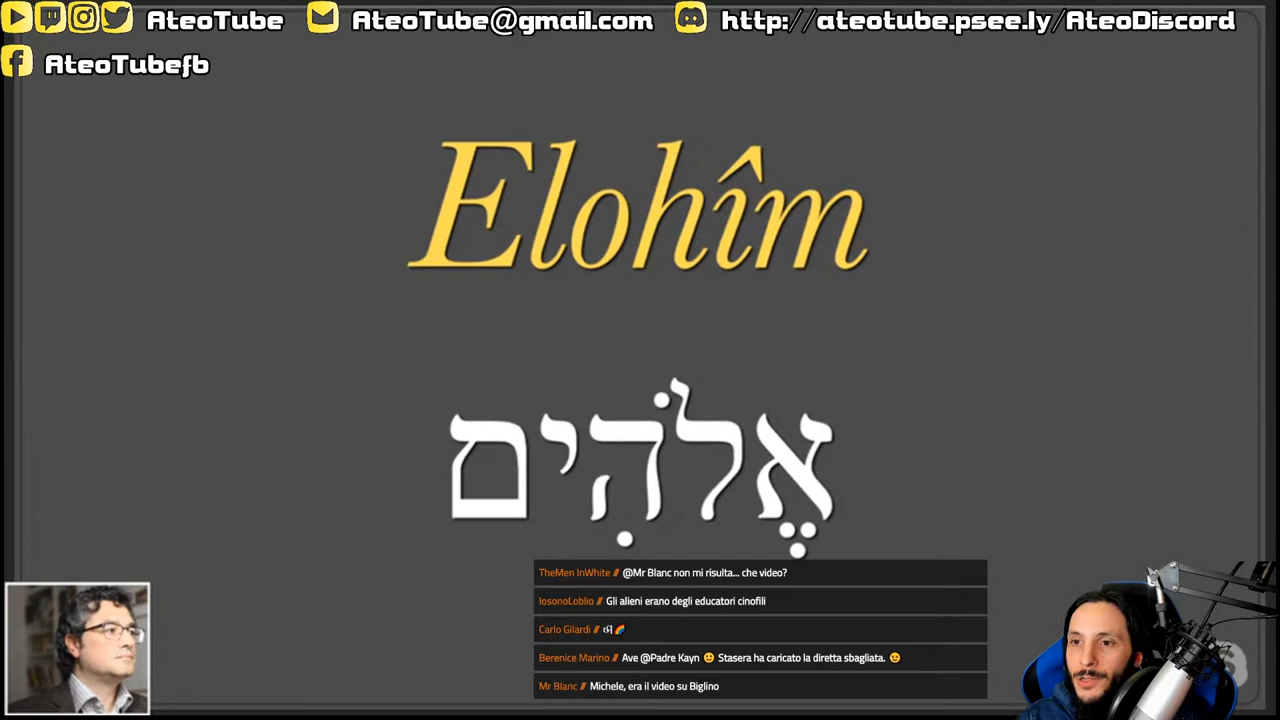 AteoTube AteoTube@gmail.com http://ateotube.psee.ly/AteoDiscord
AteoTubefb
Elohîm
אֱלֹהִים
TheMen InWhite // @Mr Blanc non mi risulta... che video?
IosonoLoblio // Gli alieni erano degli educatori cinofili
Carlo Gilardi //
Berenice Marino // Ave @Padre Kayn 😀 Stasera ha caricato la diretta sbagliata. 😉
Mr Blanc // Michele, era il video su Biglino